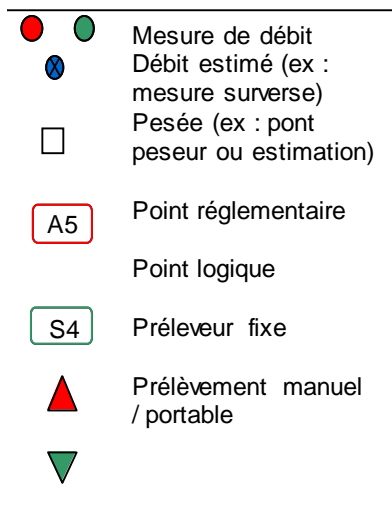 Mesure de débit
Débit estimé (ex :
mesure surverse)
Pesée (ex : pont
peseur ou estimation)
A5
Point réglementaire
Point logique
S4
Préleveur fixe
Prélèvement manuel
/ portable